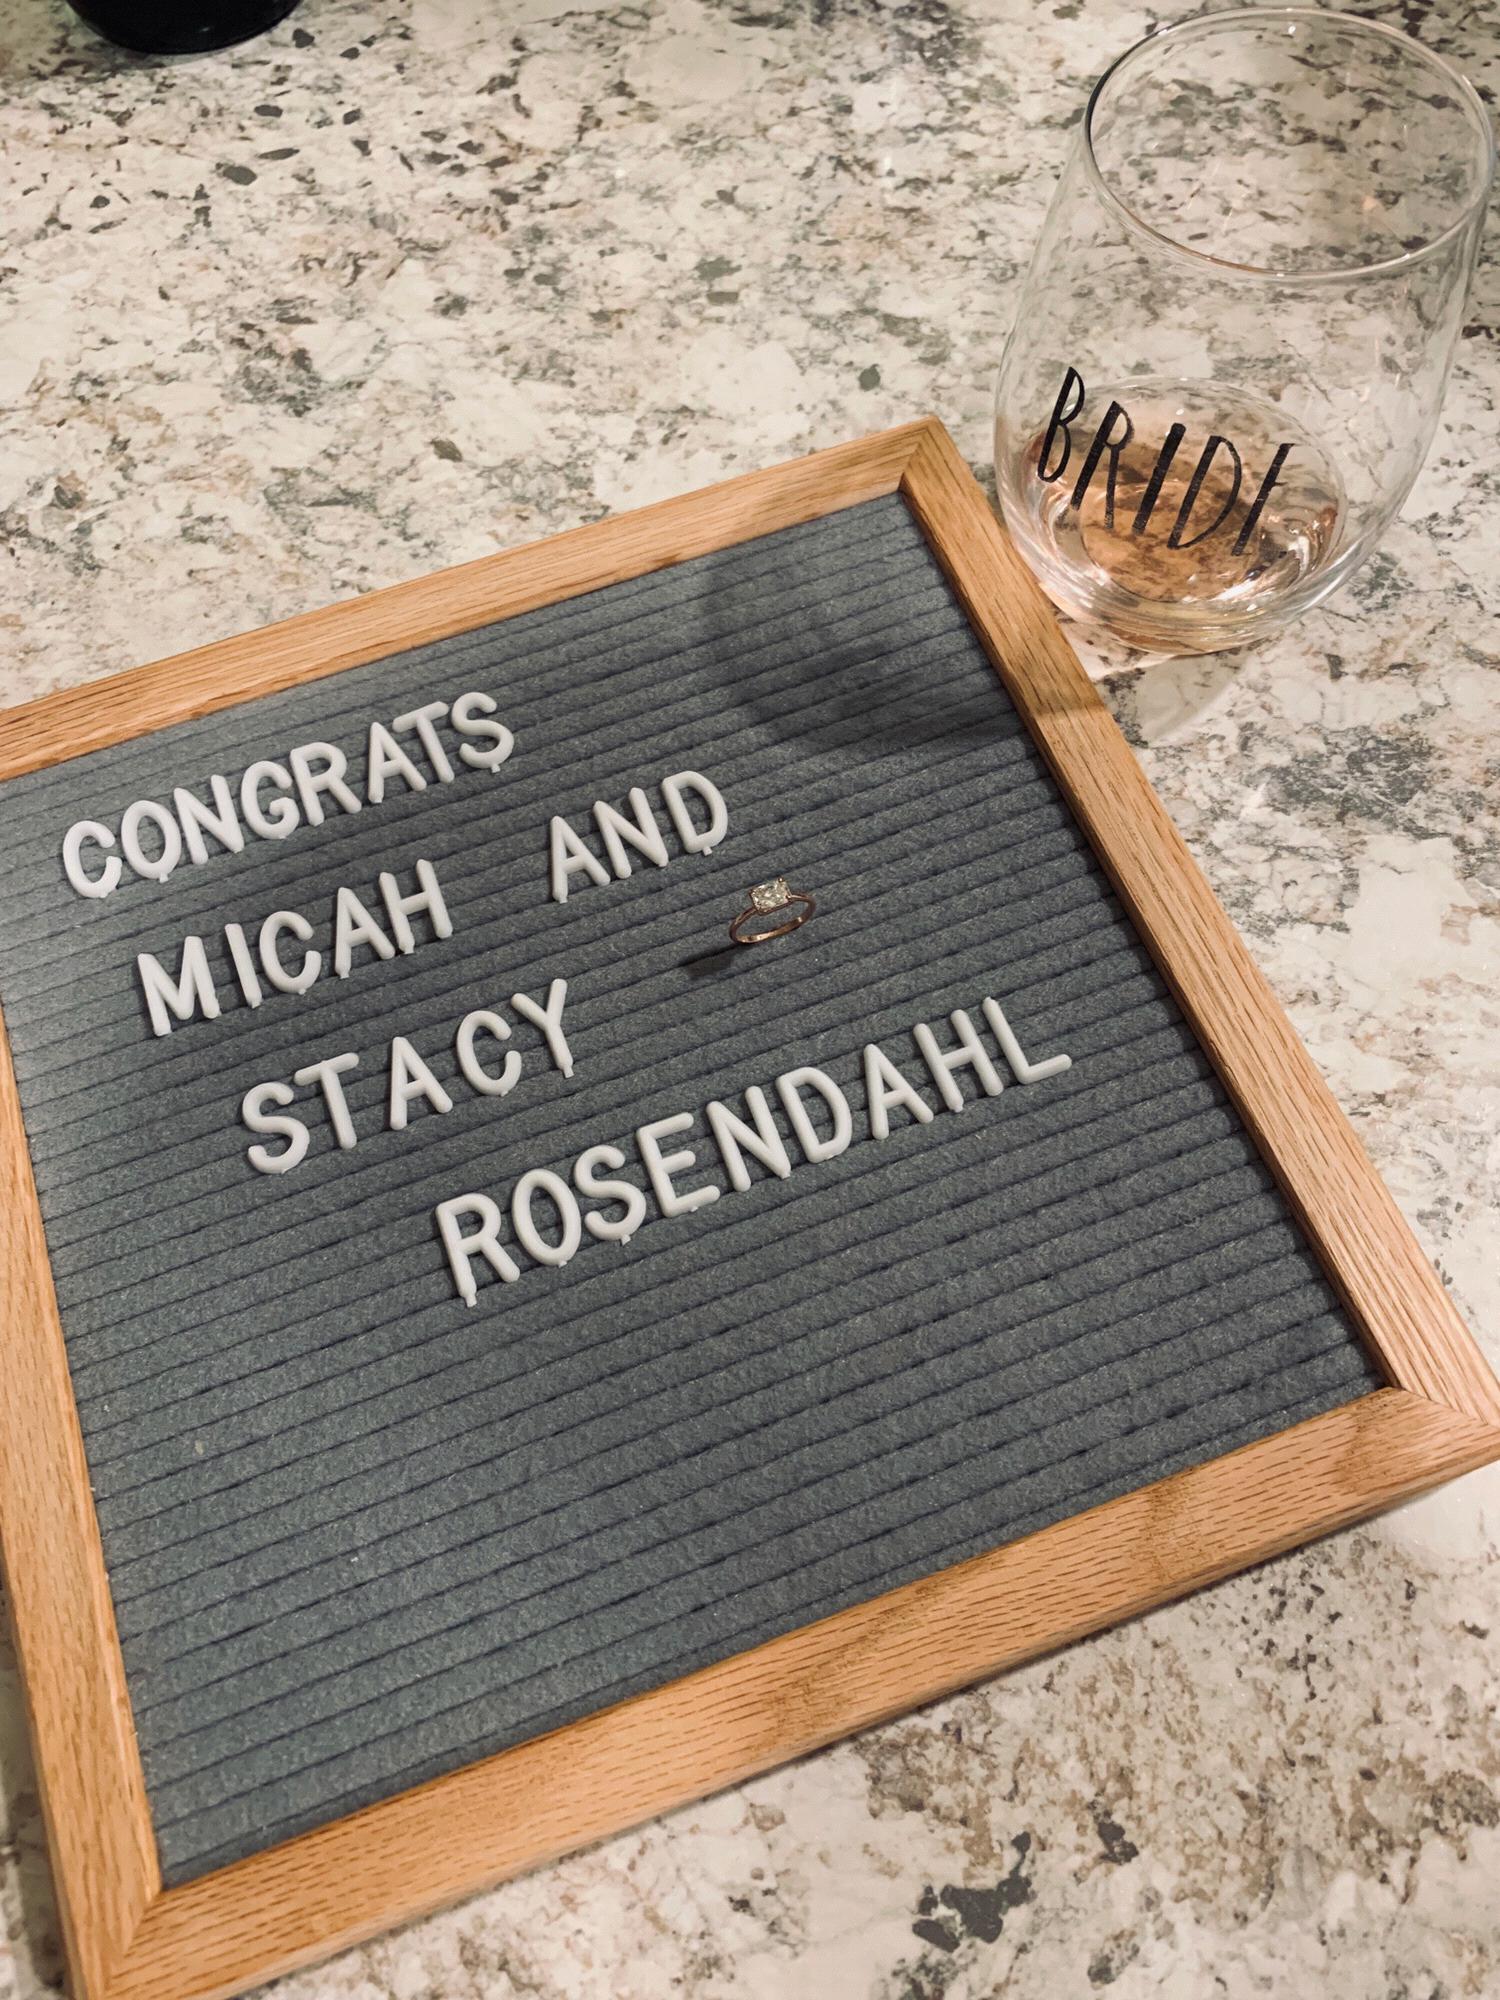 CONGRATS
MICAH AND
STACY
ROSENDAHL
BRIDE